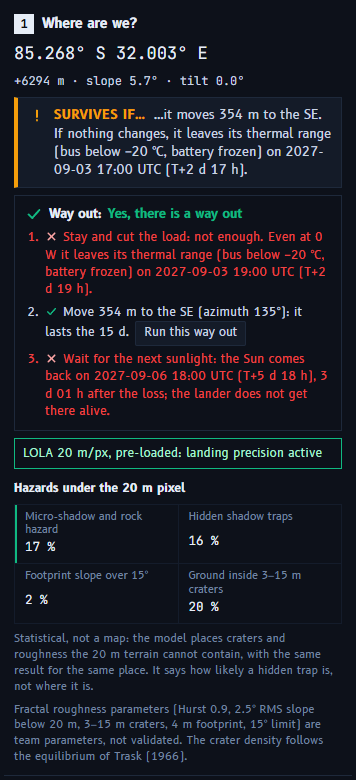 1 Where are we?
85.268° S 32.003° E
+6294 m · slope 5.7° · tilt 0.0°
! SURVIVES IF... ...it moves 354 m to the SE.
If nothing changes, it leaves its thermal range
(bus below −20 °C, battery frozen) on 2027-
09-03 17:00 UTC (T+2 d 17 h).
✓ Way out: Yes, there is a way out
1. ✕ Stay and cut the load: not enough. Even at 0
W it leaves its thermal range (bus below −20 °C,
battery frozen) on 2027-09-03 19:00 UTC (T+2
d 19 h).
2. ✓ Move 354 m to the SE (azimuth 135°): it
lasts the 15 d. Run this way out
3. ✕ Wait for the next sunlight: the Sun comes
back on 2027-09-06 18:00 UTC (T+5 d 18 h), 3
d 01 h after the loss; the lander does not get
there alive.
LOLA 20 m/px, pre-loaded: landing precision active
Hazards under the 20 m pixel
Micro-shadow and rock
hazard
17 %
Hidden shadow traps
16 %
Footprint slope over 15°
2 %
Ground inside 3–15 m
craters
20 %
Statistical, not a map: the model places craters and
roughness the 20 m terrain cannot contain, with the same
result for the same place. It says how likely a hidden trap is,
not where it is.
Fractal roughness parameters (Hurst 0.9, 2.5° RMS slope
below 20 m, 3–15 m craters, 4 m footprint, 15° limit) are
team parameters, not validated. The crater density follows
the equilibrium of Trask (1966).